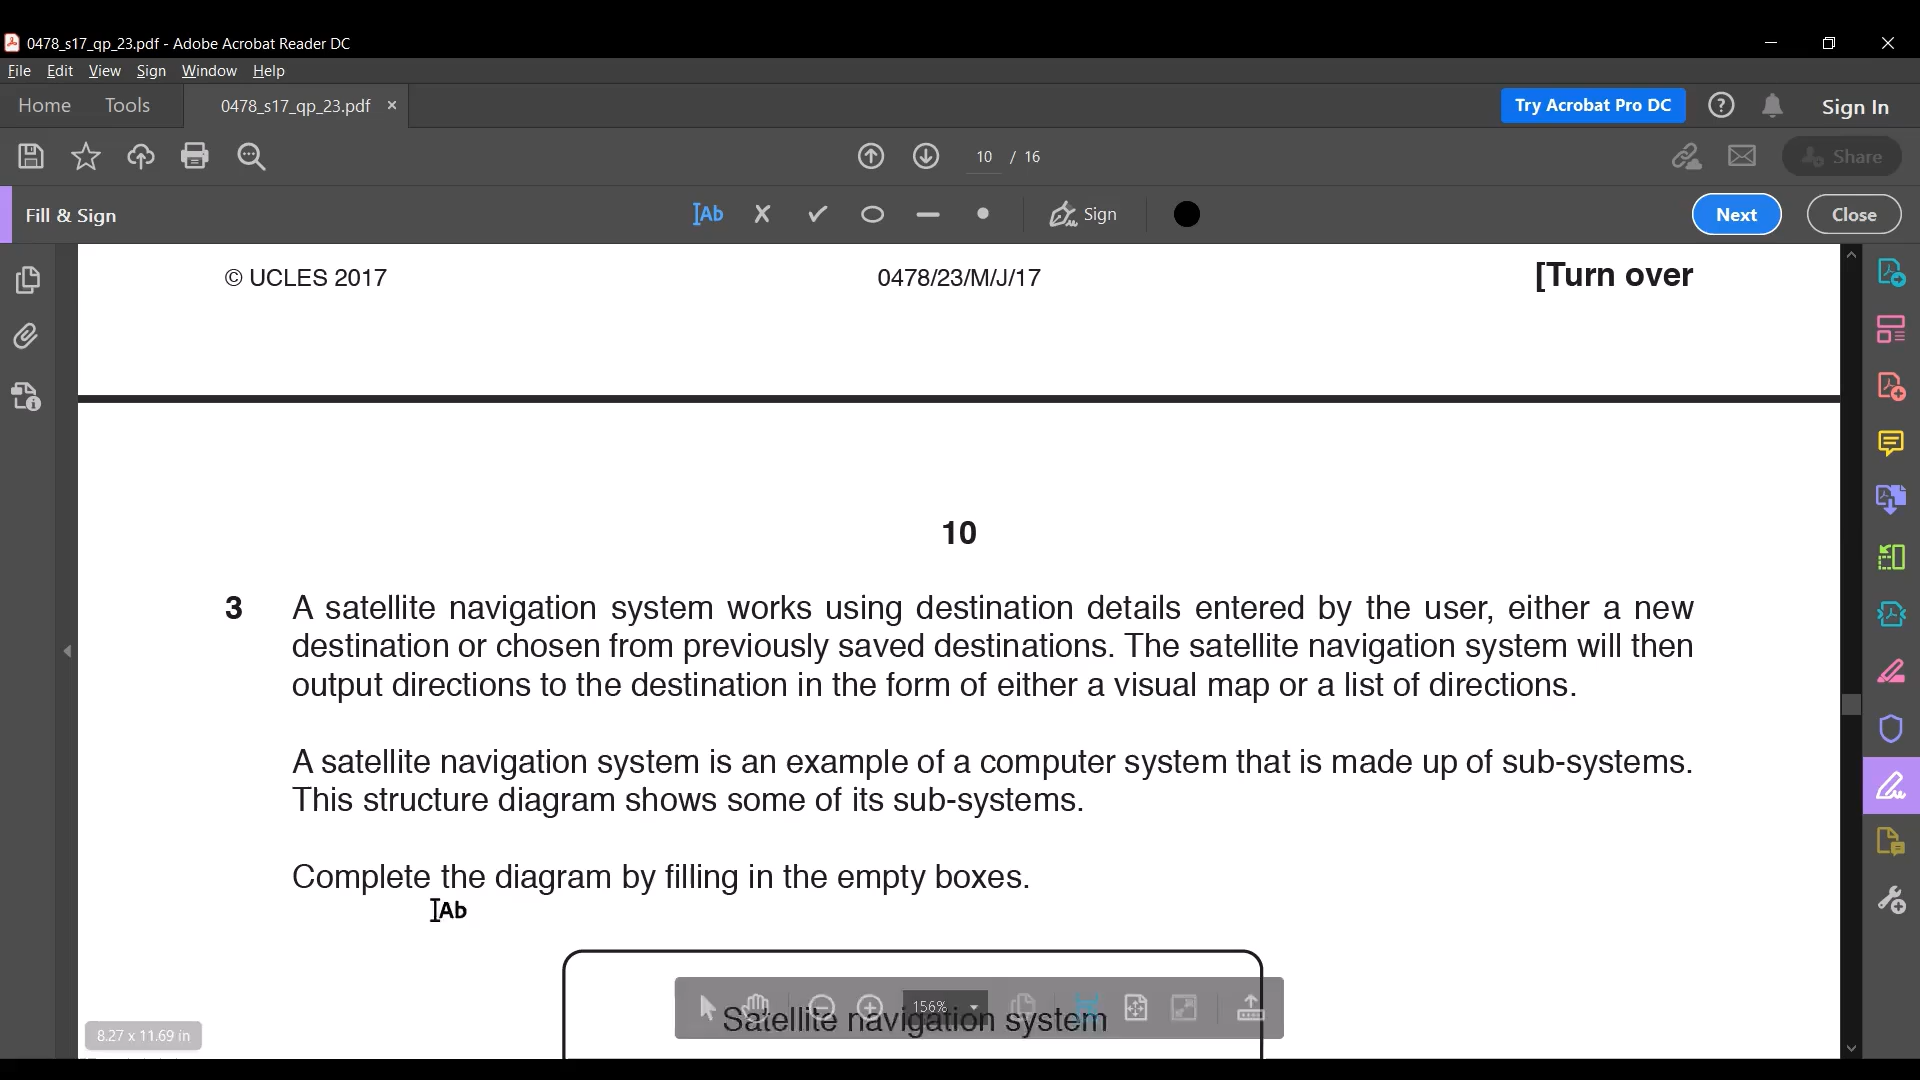 0478_s17_qp_23.pdf - Adobe Acrobat Reader DC
File Edit View Sign Window Help
Home Tools 0478_s17_qp_23.pdf × Try Acrobat Pro DC Sign In
10 / 16 Share
Fill & Sign Ab Sign Next Close
© UCLES 2017 0478/23/M/J/17 [Turn over
10
3 A satellite navigation system works using destination details entered by the user, either a new
destination or chosen from previously saved destinations. The satellite navigation system will then
output directions to the destination in the form of either a visual map or a list of directions.
A satellite navigation system is an example of a computer system that is made up of sub-systems.
This structure diagram shows some of its sub-systems.
Complete the diagram by filling in the empty boxes.
Ab
156%
Satellite navigation system
8.27 x 11.69 in